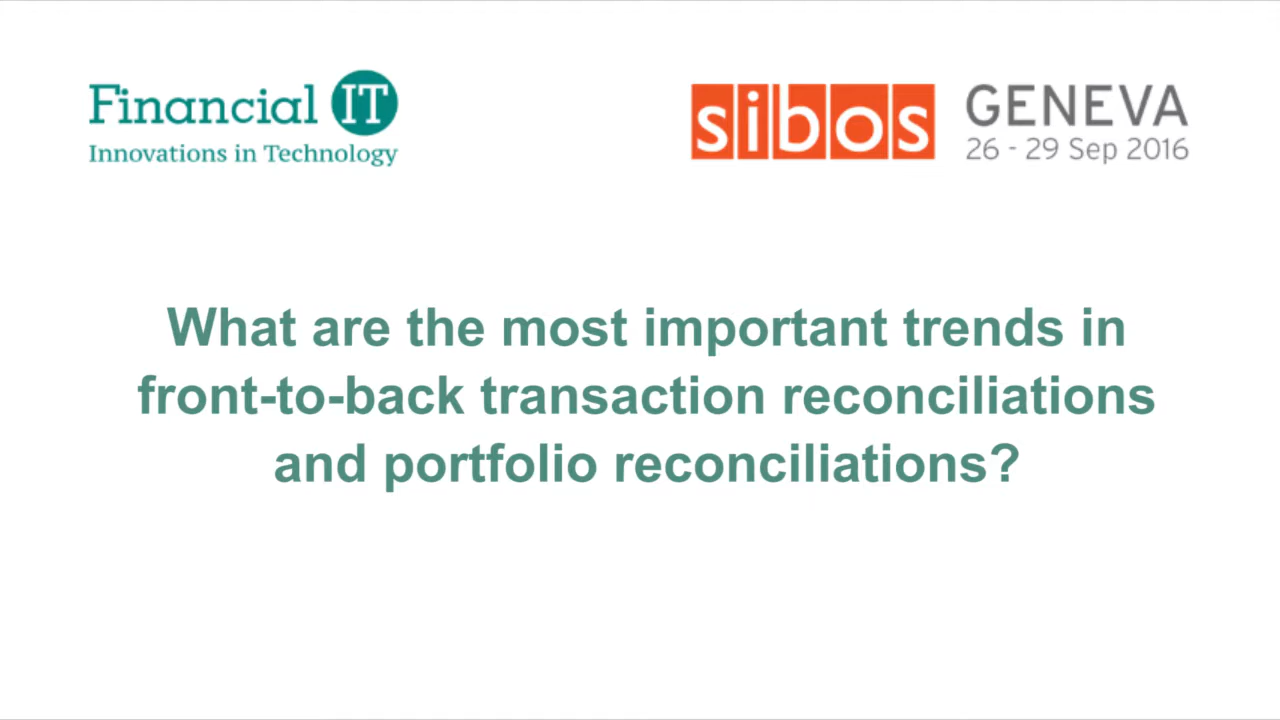 Financial IT
Innovations in Technology
sibos
GENEVA
26 - 29 Sep 2016
What are the most important trends in
front-to-back transaction reconciliations
and portfolio reconciliations?